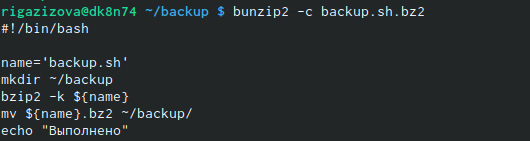 rigazizova@dk8n74 ~/backup $ bunzip2 -c backup.sh.bz2
#!/bin/bash
name='backup.sh'
mkdir ~/backup
bzip2 -k ${name}
mv ${name}.bz2 ~/backup/
echo "Выполнено"